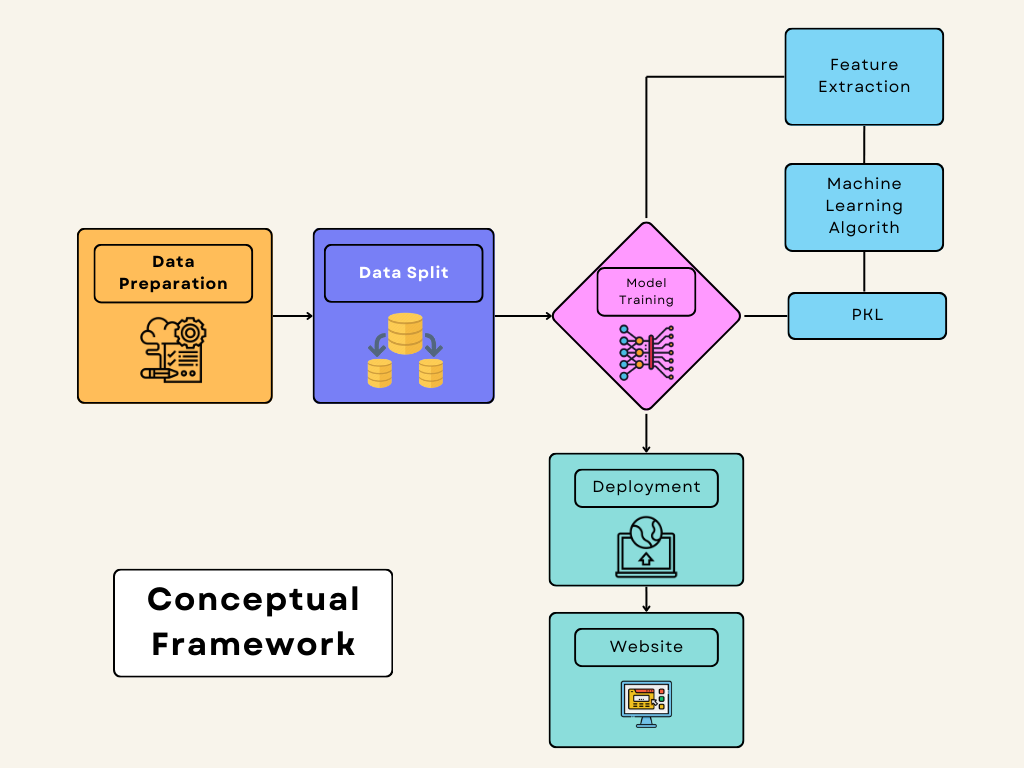 Feature
Extraction
Machine
Learning
Algorith
PKL
Data
Preparation
Data Split
Model
Training
Deployment
Website
Conceptual
Framework